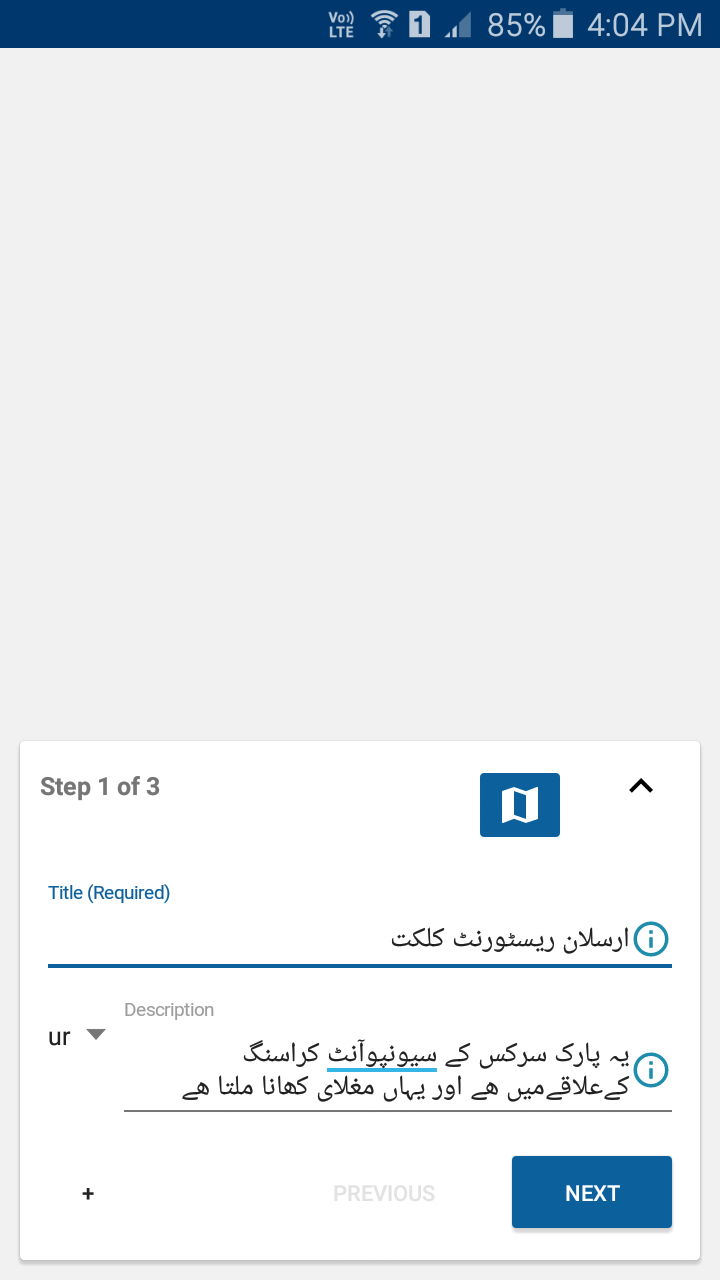 Vo)) LTE 1 85% 4:04 PM
Step 1 of 3
Title (Required)
ارسلان ریسٹورنٹ کلکت
Description
ur
یہ پارک سرکس کے سیونپوآنٹ کراسنگ
کےعلاقےمیں ھے اور یہاں مغلای کھانا ملتا ھے
+ PREVIOUS NEXT